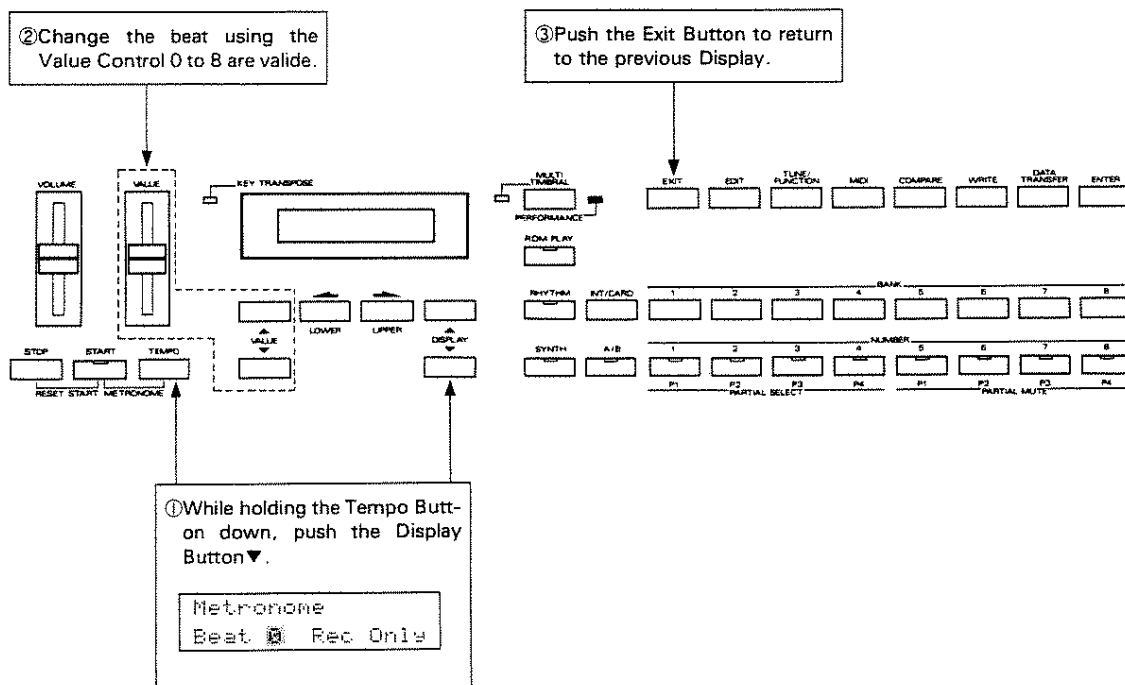 ②Change the beat using the
Value Control 0 to 8 are valide.
③Push the Exit Button to return
to the previous Display.
VOLUME
VALUE
KEY TRANSPOSE
MULTI
TIMBRAL
PERFORMANCE
EXIT
EDIT
TUNE/
FUNCTION
MIDI
COMPARE
WRITE
DATA
TRANSFER
ENTER
ROM PLAY
LOWER
UPPER
VALUE
DISPLAY
RHYTHM
INT/CARD
BANK
1 2 3 4 5 6 7 8
STOP
START
TEMPO
RESET START
METRONOME
SYNTH
A/B
NUMBER
1 2 3 4 5 6 7 8
P1 P2 P3 P4 P1 P2 P3 P4
PARTIAL SELECT
PARTIAL MUTE
①While holding the Tempo Butt-
on down, push the Display
Button▼.
Metronome
Beat 0 Rec Only